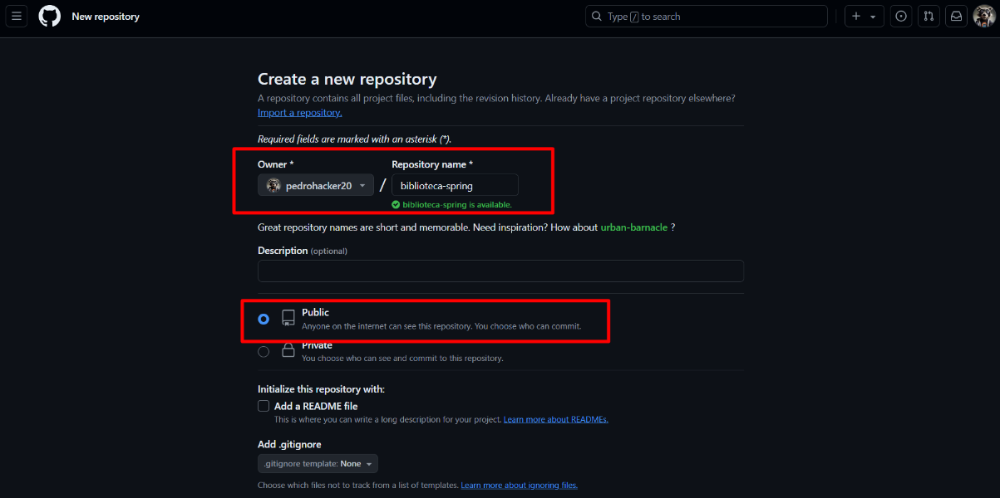 New repository
Type / to search
Create a new repository
A repository contains all project files, including the revision history. Already have a project repository elsewhere?
Import a repository.
Required fields are marked with an asterisk (*).
Owner * Repository name *
pedrohacker20 / biblioteca-spring
biblioteca-spring is available.
Great repository names are short and memorable. Need inspiration? How about urban-barnacle ?
Description (optional)
Public
Anyone on the internet can see this repository. You choose who can commit.
Private
You choose who can see and commit to this repository.
Initialize this repository with:
Add a README file
This is where you can write a long description for your project. Learn more about READMEs.
Add .gitignore
.gitignore template: None
Choose which files not to track from a list of templates. Learn more about ignoring files.